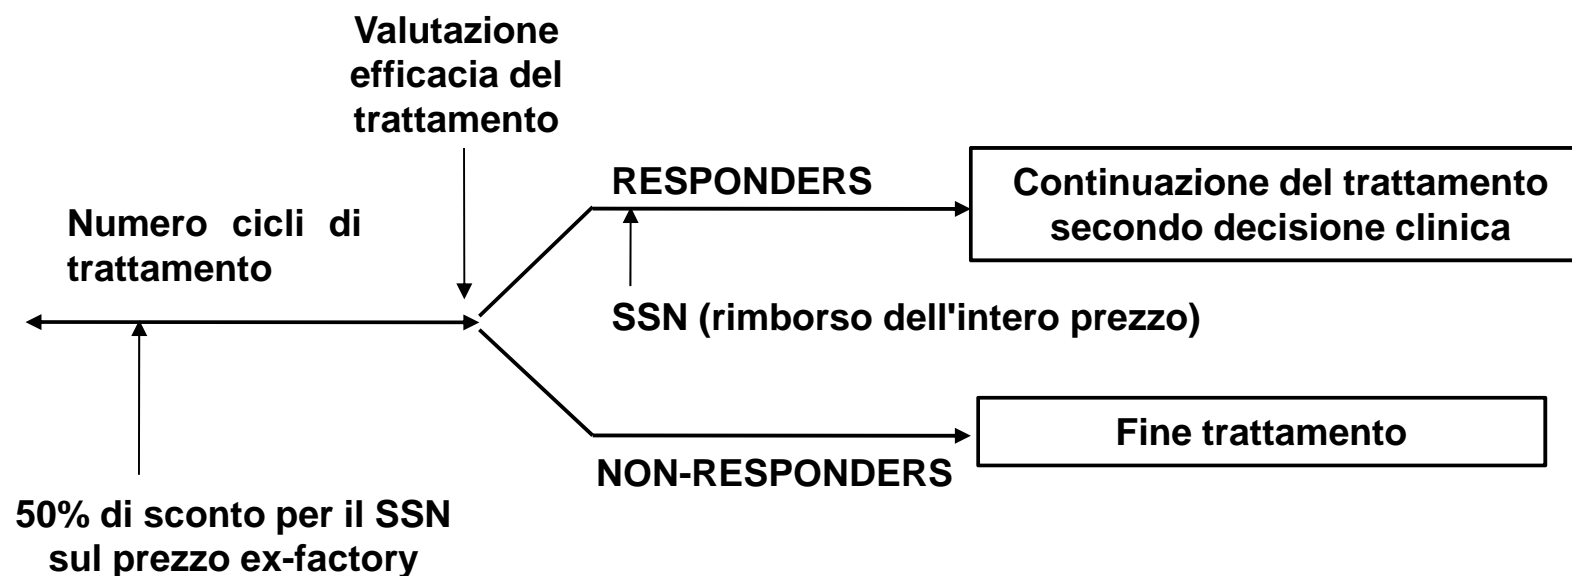 Valutazione
efficacia del
trattamento
RESPONDERS
Continuazione del trattamento
secondo decisione clinica
Numero cicli di
trattamento
SSN (rimborso dell'intero prezzo)
Fine trattamento
NON-RESPONDERS
50% di sconto per il SSN
sul prezzo ex-factory